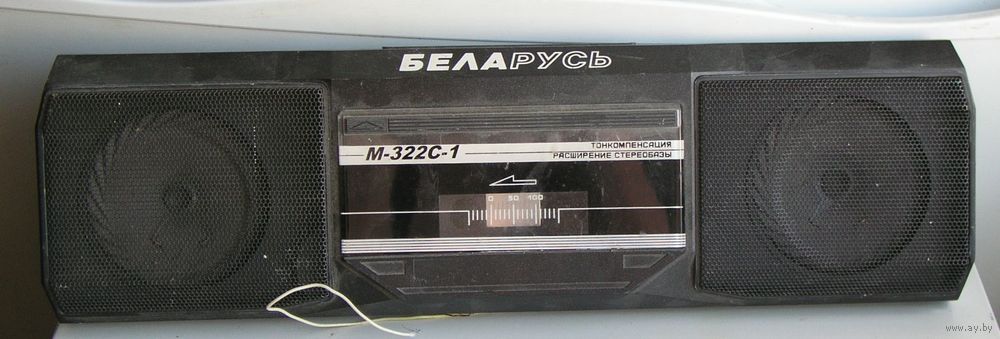 БЕЛАРУСЬ
М-322С-1
ТОНКОМПЕНСАЦИЯ
РАСШИРЕНИЕ СТЕРЕОБАЗЫ
0 50 100
www.ay.by